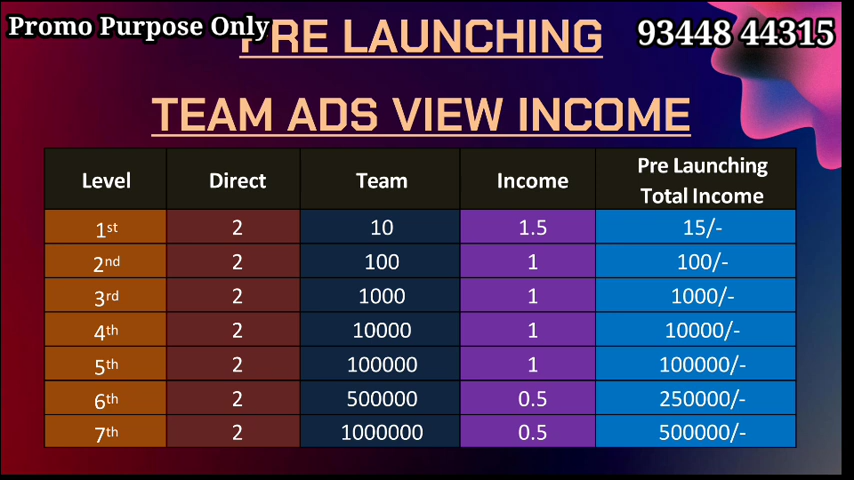 Promo Purpose Only
PRE LAUNCHING
93448 44315
TEAM ADS VIEW INCOME
Level Direct Team Income Pre Launching Total Income
1st 2 10 1.5 15/-
2nd 2 100 1 100/-
3rd 2 1000 1 1000/-
4th 2 10000 1 10000/-
5th 2 100000 1 100000/-
6th 2 500000 0.5 250000/-
7th 2 1000000 0.5 500000/-